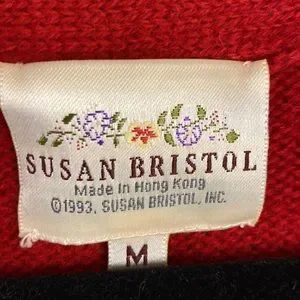 SUSAN BRISTOL
Made in Hong Kong
©1993, SUSAN BRISTOL, INC.
M